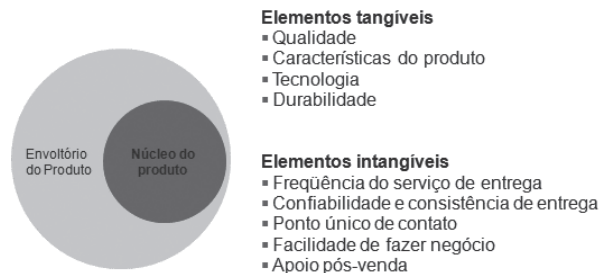 Elementos tangíveis
▪ Qualidade
▪ Características do produto
▪ Tecnologia
▪ Durabilidade
Envoltório
do Produto
Núcleo do
produto
Elementos intangíveis
▪ Freqüência do serviço de entrega
▪ Confiabilidade e consistência de entrega
▪ Ponto único de contato
▪ Facilidade de fazer negócio
▪ Apoio pós-venda